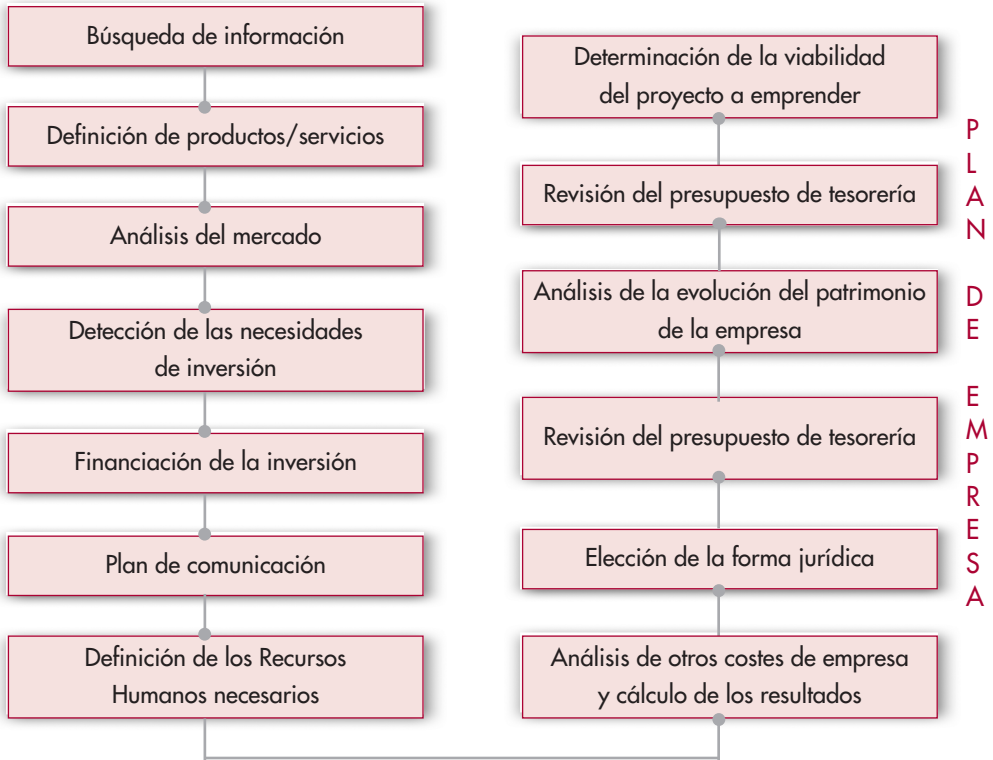 Búsqueda de información
Definición de productos/servicios
Análisis del mercado
Detección de las necesidades
de inversión
Financiación de la inversión
Plan de comunicación
Definición de los Recursos
Humanos necesarios
Determinación de la viabilidad
del proyecto a emprender
Revisión del presupuesto de tesorería
Análisis de la evolución del patrimonio
de la empresa
Revisión del presupuesto de tesorería
Elección de la forma jurídica
Análisis de otros costes de empresa
y cálculo de los resultados
PLAN DE EMPRESA